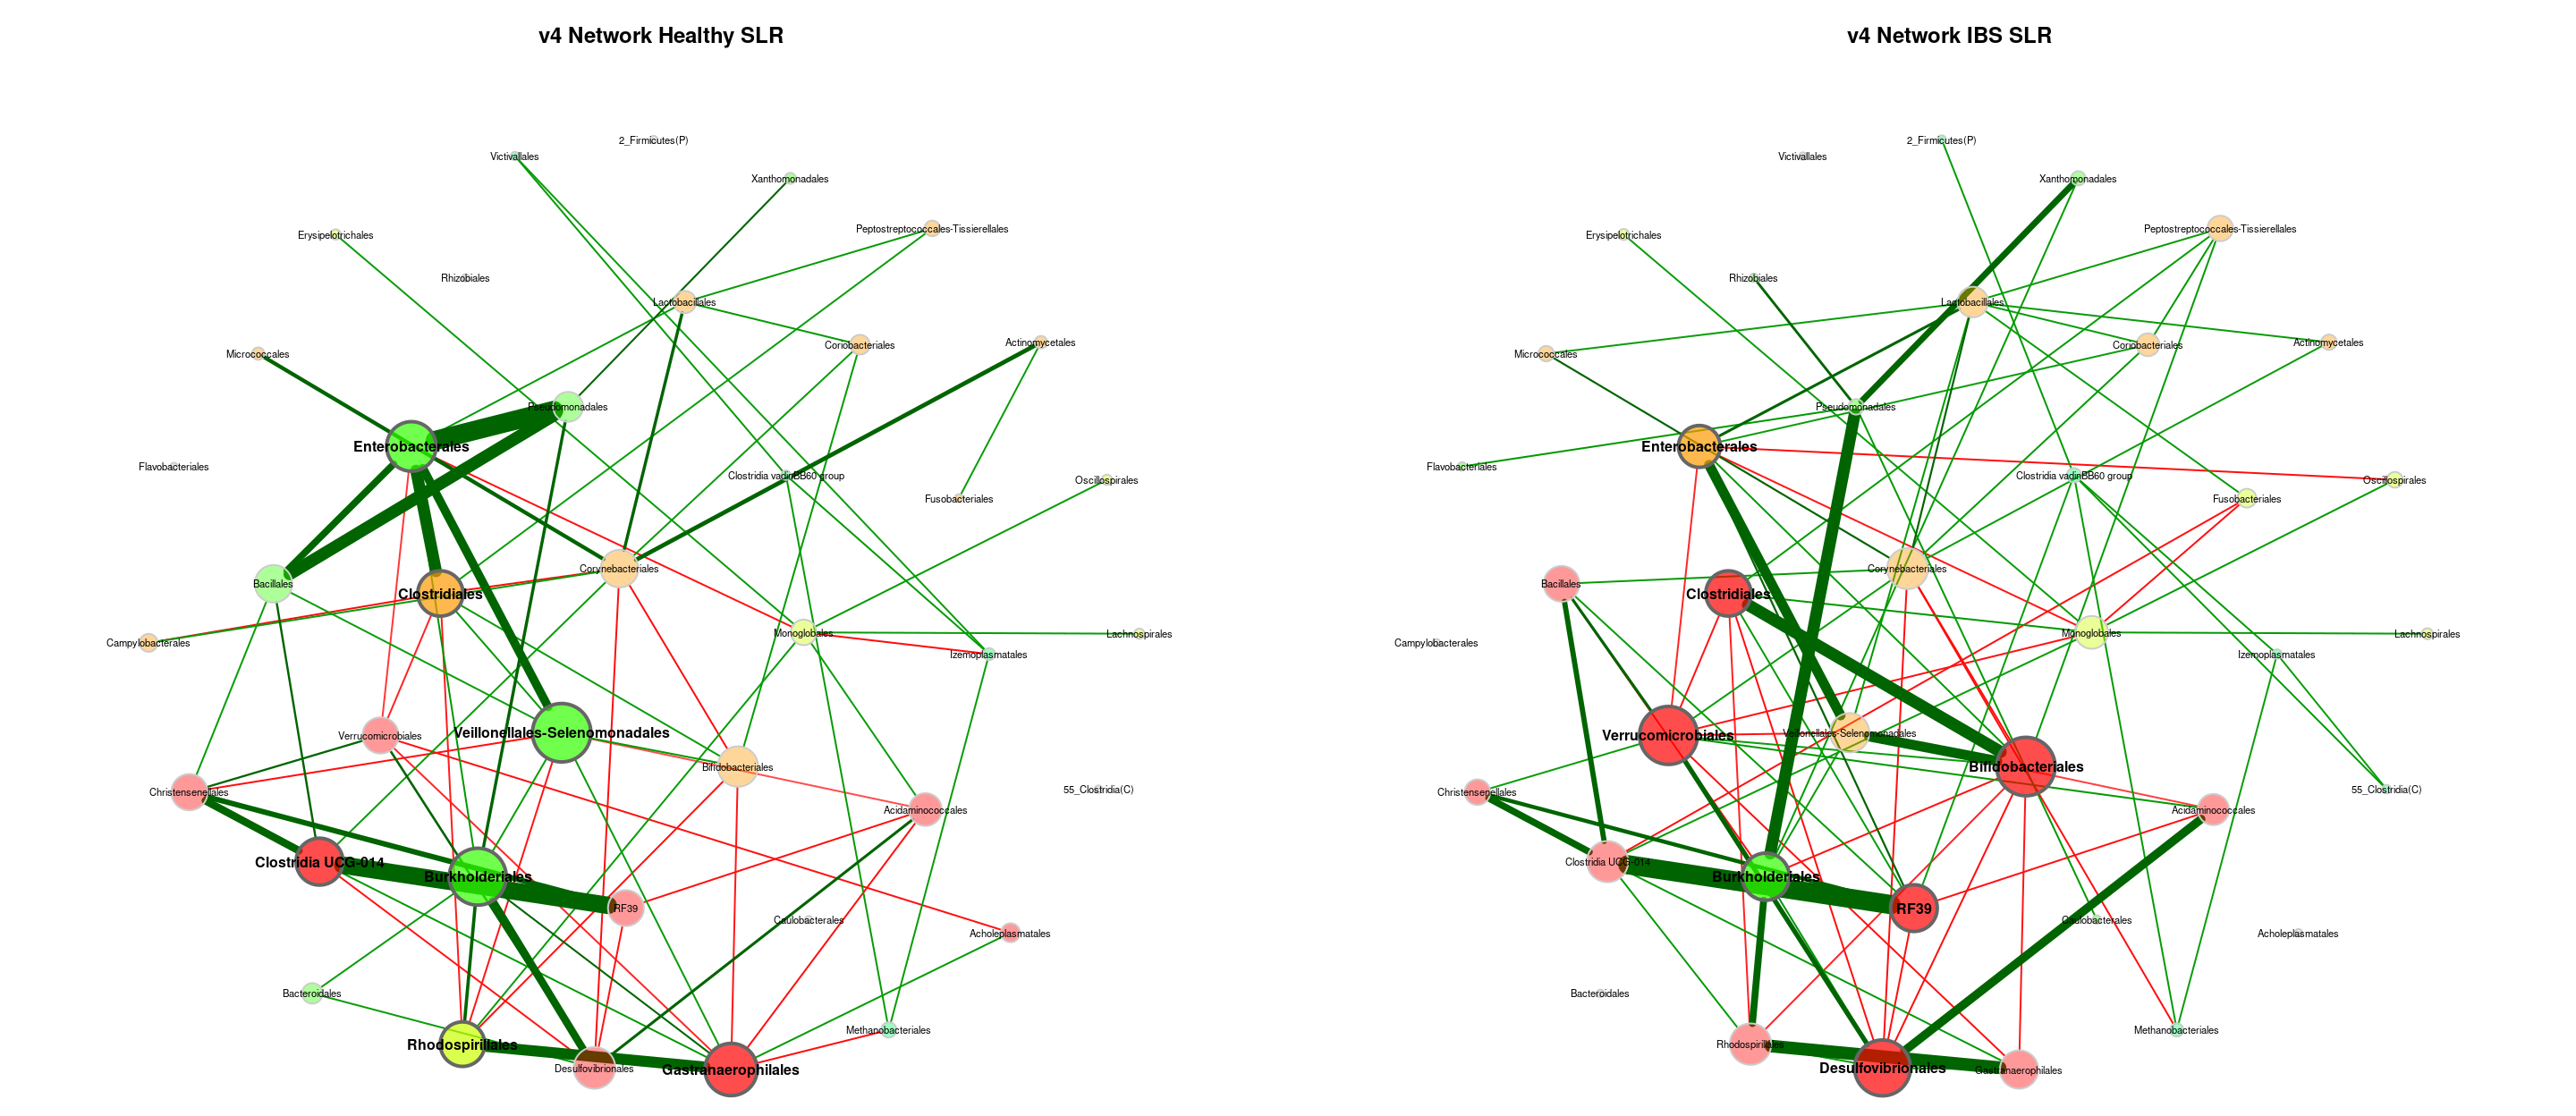 v4 Network Healthy SLR
2_Firmicutes(P)
Victivallales
Xanthomonadales
Peptostreptococcales-Tissierellales
Erysipelotrichales
Rhizobiales
Lactobacillales
Coriobacteriales
Actinomycetales
Micrococcales
Pseudomonadales
Enterobacterales
Flavobacteriales
Clostridia vadinBB60 group
Oscillospirales
Fusobacteriales
Corynebacteriales
Bacillales
Clostridiales
Campylobacterales
Monoglobales
Lachnospirales
Izemoplasmatales
Verrucomicrobiales
Veillonellales-Selenomonadales
Bifidobacteriales
Christensenellales
55_Clostridia(C)
Acidaminococcales
Clostridia UCG-014
Burkholderiales
RF39
Caulobacterales
Acholeplasmatales
Bacteroidales
Methanobacteriales
Rhodospirillales
Desulfovibrionales
Gastranaerophilales
v4 Network IBS SLR
2_Firmicutes(P)
Victivallales
Xanthomonadales
Peptostreptococcales-Tissierellales
Erysipelotrichales
Rhizobiales
Lactobacillales
Coriobacteriales
Actinomycetales
Micrococcales
Pseudomonadales
Enterobacterales
Flavobacteriales
Clostridia vadinBB60 group
Oscillospirales
Fusobacteriales
Corynebacteriales
Bacillales
Clostridiales
Campylobacterales
Monoglobales
Lachnospirales
Izemoplasmatales
Verrucomicrobiales
Veillonellales-Selenomonadales
Bifidobacteriales
Christensenellales
55_Clostridia(C)
Acidaminococcales
Clostridia UCG-014
Burkholderiales
RF39
Caulobacterales
Acholeplasmatales
Bacteroidales
Methanobacteriales
Rhodospirillales
Desulfovibrionales
Gastranaerophilales